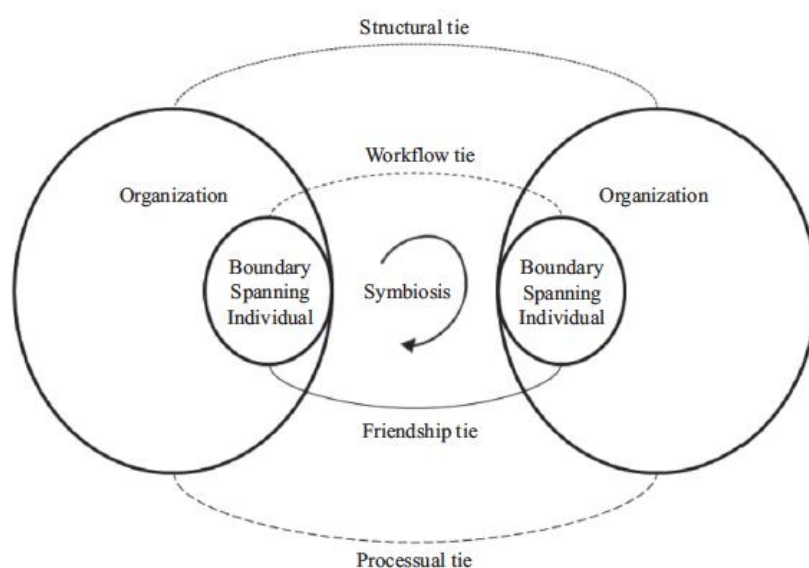 Structural tie
Workflow tie
Organization
Organization
Boundary
Spanning
Individual
Symbiosis
Boundary
Spanning
Individual
Friendship tie
Processual tie